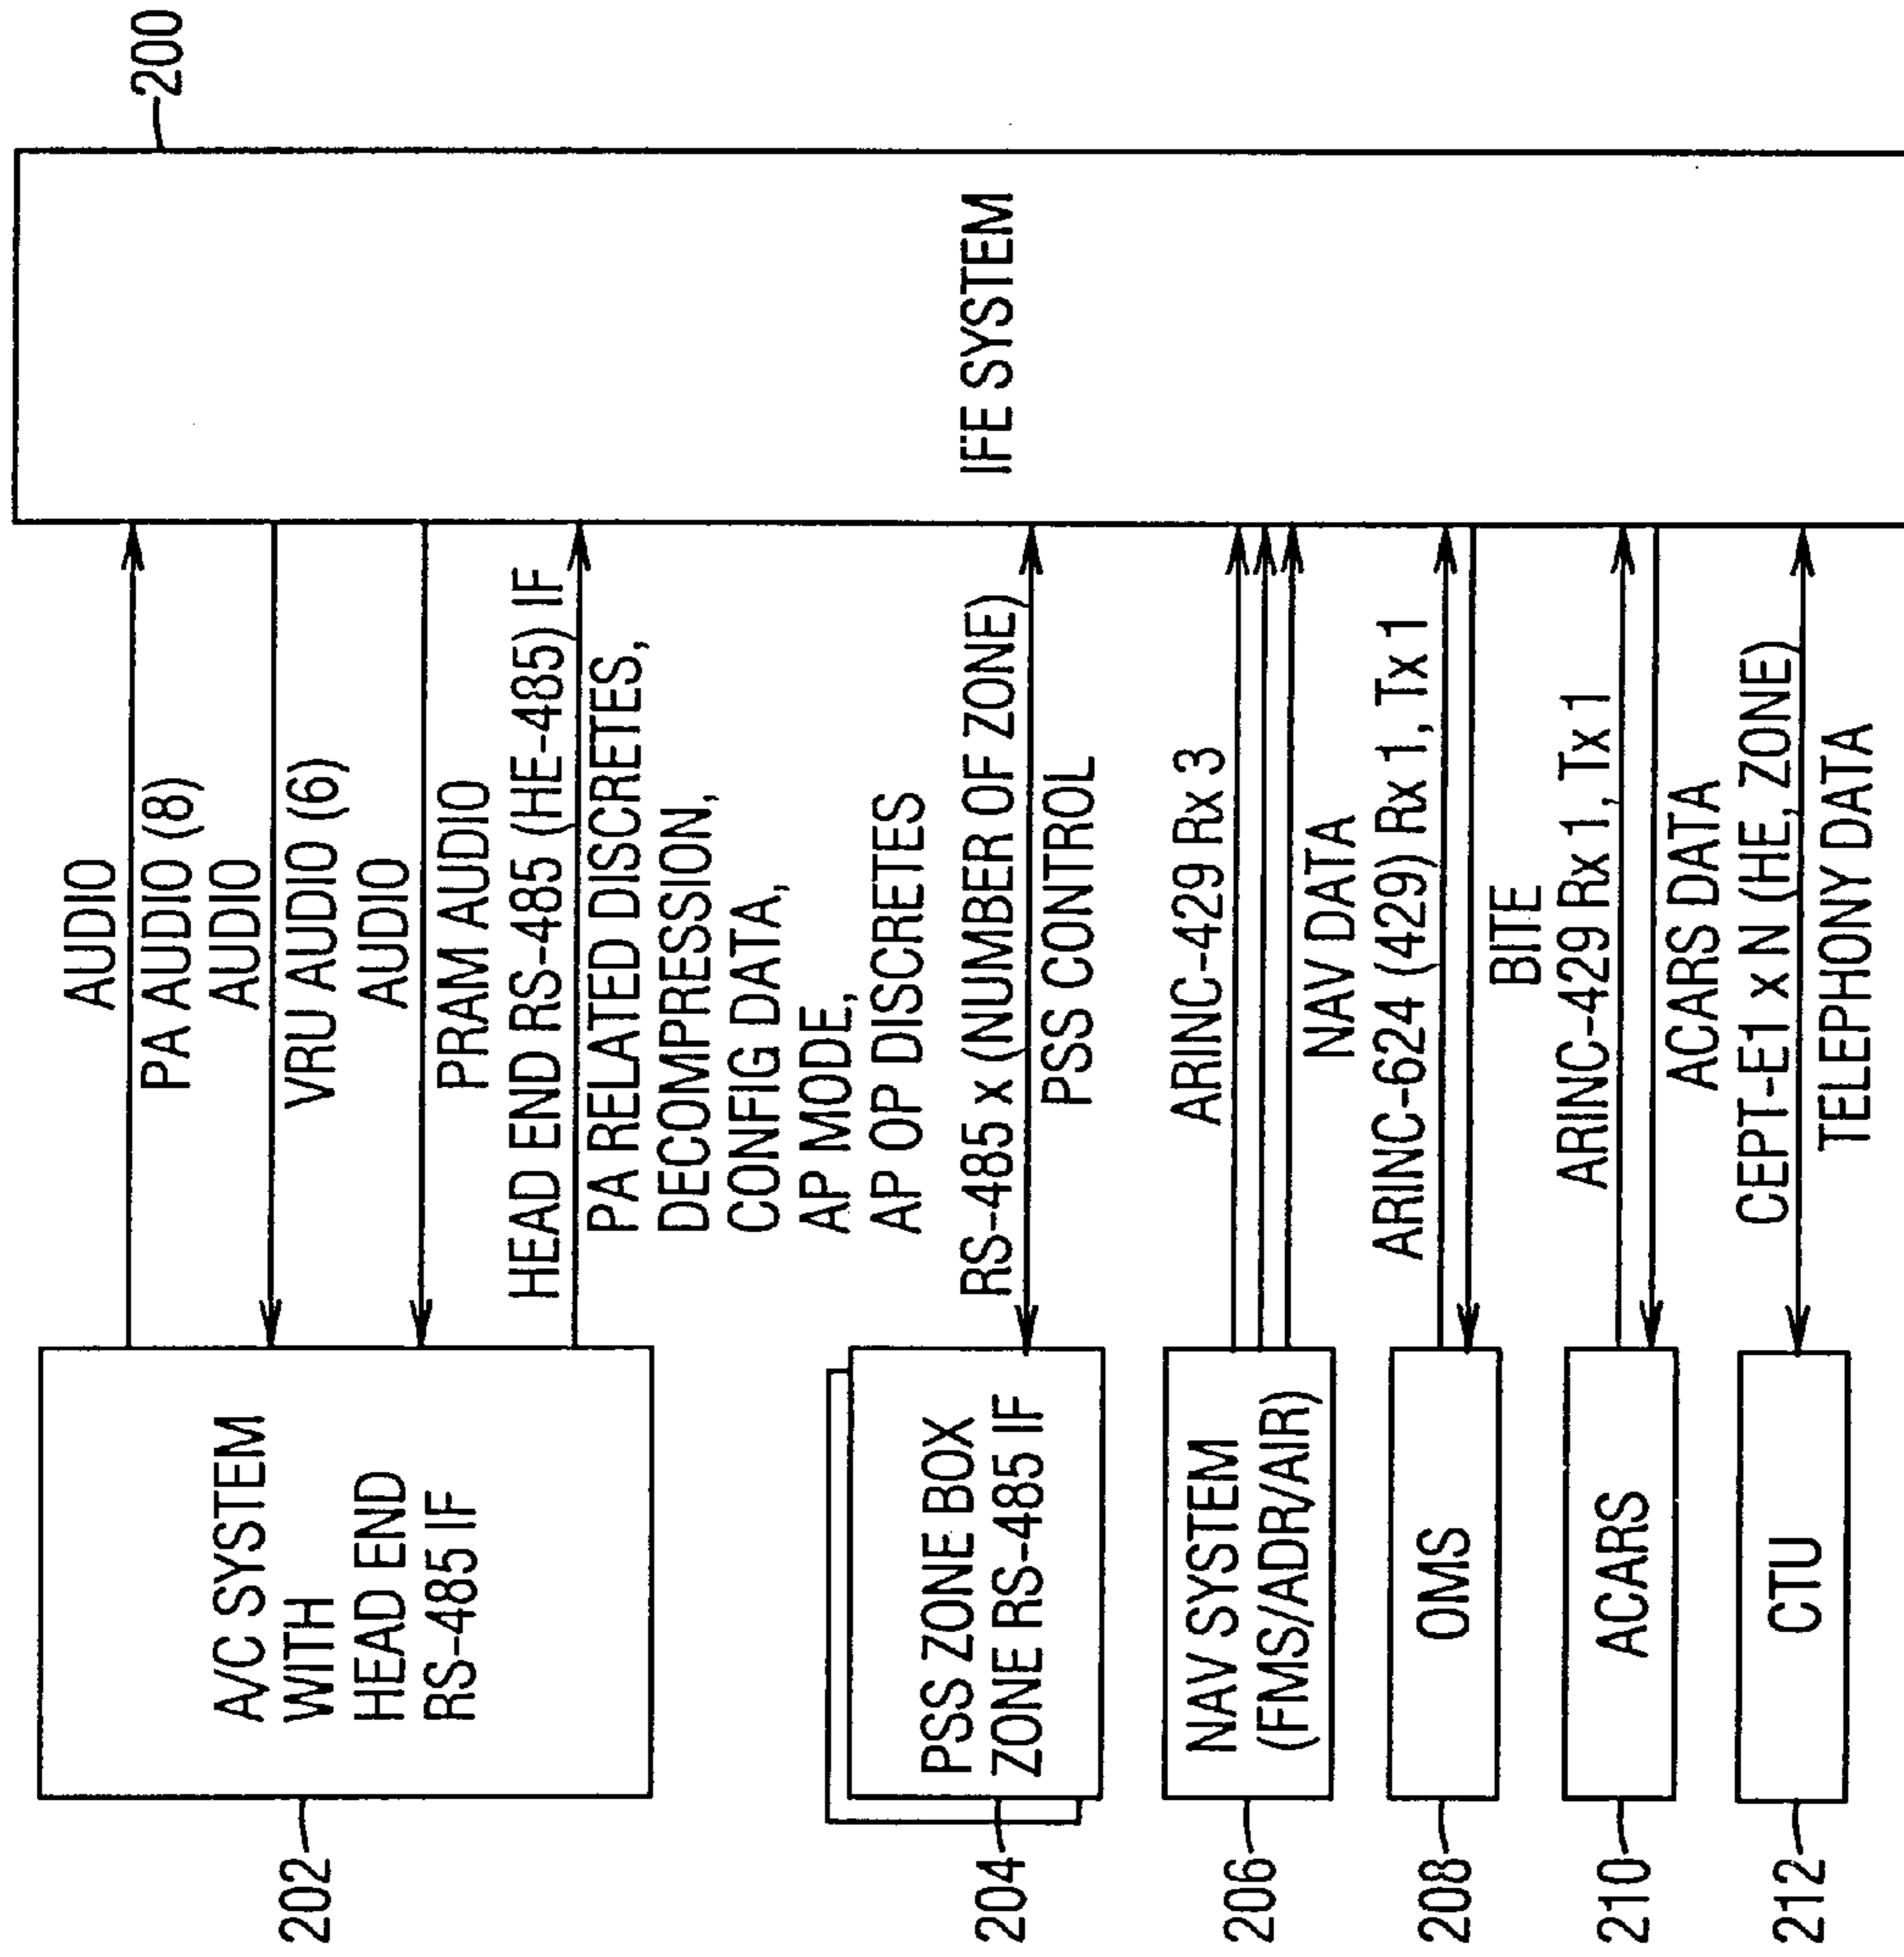 200
IFE SYSTEM
AUDIO
PA AUDIO (8)
AUDIO
VRU AUDIO (6)
AUDIO
PRAM AUDIO
HEAD END RS-485 (HE-485) IF
PA RELATED DISCRETES,
DECOMPRESSION,
CONFIG DATA,
AP MODE,
AP OP DISCRETES
RS-485 x (NUMBER OF ZONE)
PSS CONTROL
ARINC-429 Rx 3
NAV DATA
ARINC-624 (429) Rx 1, Tx 1
BITE
ARINC-429 Rx 1, Tx 1
ACARS DATA
CEPT-E1 x N (HE, ZONE)
TELEPHONY DATA
A/C SYSTEM
WITH
HEAD END
RS-485 IF
202
PSS ZONE BOX
ZONE RS-485 IF
204
NAV SYSTEM
(FMS/ADR/AIR)
206
OMS
208
ACARS
210
CTU
212